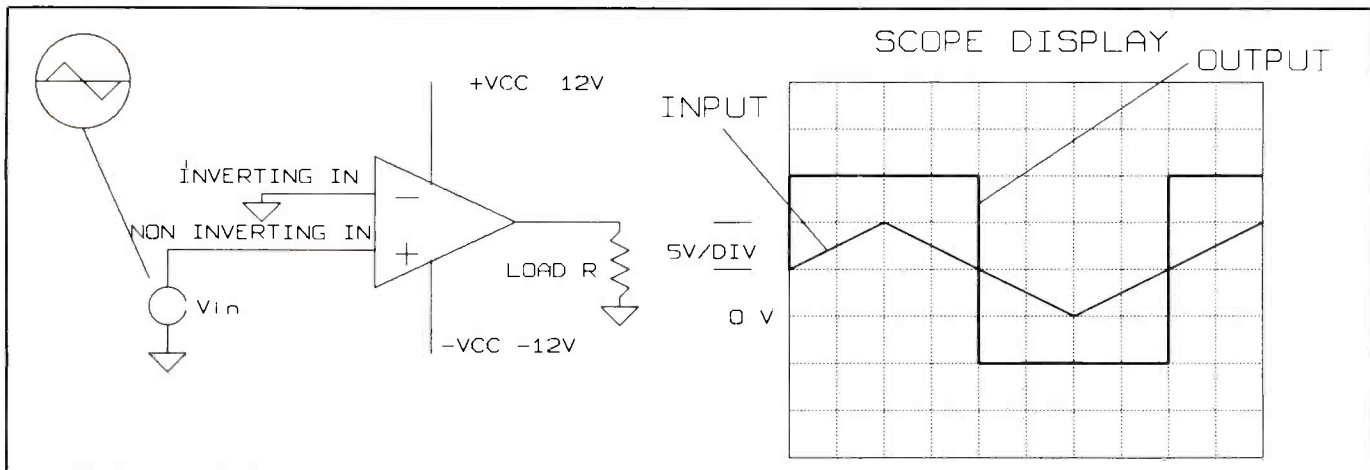 SCOPE DISPLAY
OUTPUT
INPUT
+VCC 12V
INVERTING IN
−
NON INVERTING IN
+
5V/DIV
LOAD R
Vin
0 V
-VCC -12V